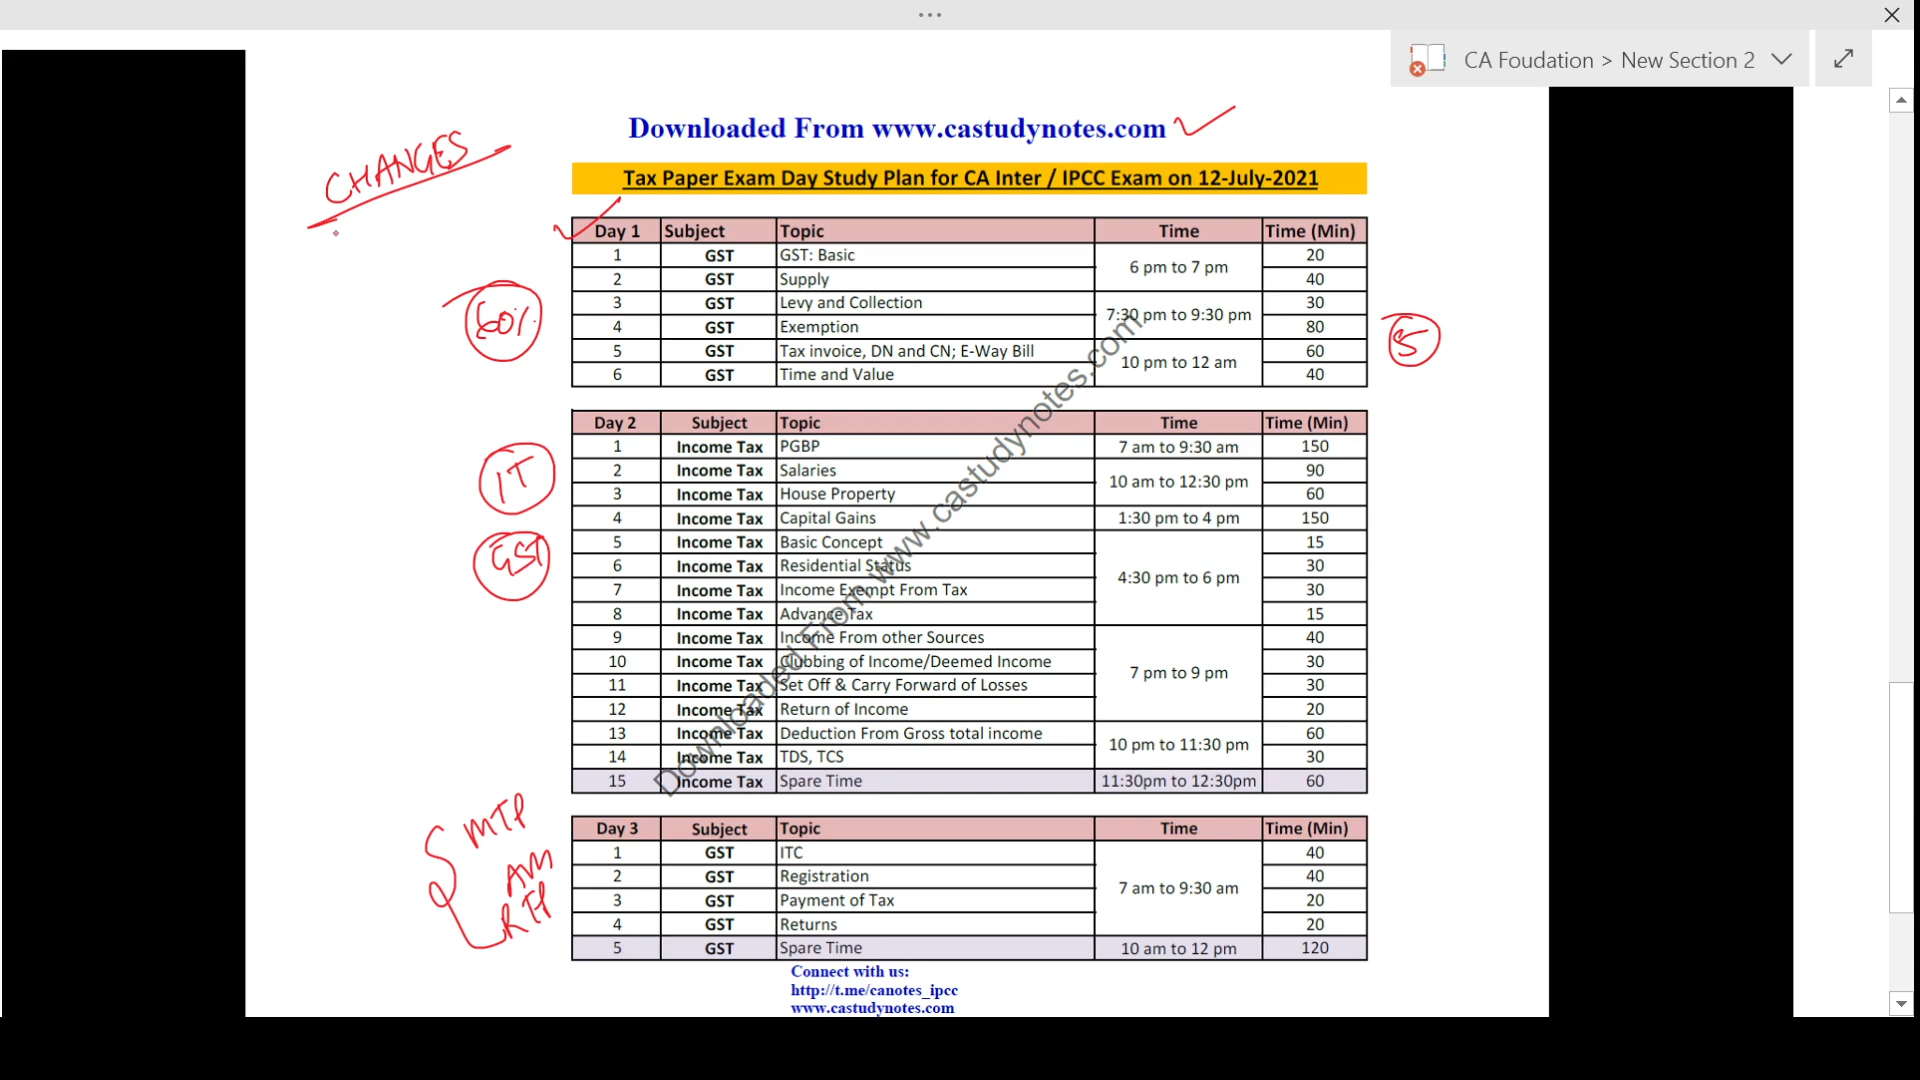 CA Foudation > New Section 2
Downloaded From www.castudynotes.com
CHANGES
Tax Paper Exam Day Study Plan for CA Inter / IPCC Exam on 12-July-2021
Day 1 Subject Topic Time Time (Min)
1 GST GST: Basic 6 pm to 7 pm 20
2 GST Supply 40
3 GST Levy and Collection 7:30 pm to 9:30 pm 30
60%
4 GST Exemption 80
5
5 GST Tax invoice, DN and CN; E-Way Bill 10 pm to 12 am 60
6 GST Time and Value 40
Day 2 Subject Topic Time Time (Min)
1 Income Tax PGBP 7 am to 9:30 am 150
2 Income Tax Salaries 10 am to 12:30 pm 90
IT
3 Income Tax House Property 60
4 Income Tax Capital Gains 1:30 pm to 4 pm 150
5 Income Tax Basic Concept 4:30 pm to 6 pm 15
GST
6 Income Tax Residential Status 30
7 Income Tax Income Exempt From Tax 30
8 Income Tax Advance Tax 15
9 Income Tax Income From other Sources 7 pm to 9 pm 40
10 Income Tax Clubbing of Income/Deemed Income 30
11 Income Tax Set Off & Carry Forward of Losses 30
12 Income Tax Return of Income 20
13 Income Tax Deduction From Gross total income 10 pm to 11:30 pm 60
14 Income Tax TDS, TCS 30
15 Income Tax Spare Time 11:30pm to 12:30pm 60
Downloaded From www.castudynotes.com
MTP
AM
RTP
Day 3 Subject Topic Time Time (Min)
1 GST ITC 7 am to 9:30 am 40
2 GST Registration 40
3 GST Payment of Tax 20
4 GST Returns 20
5 GST Spare Time 10 am to 12 pm 120
Connect with us:
http://t.me/canotes_ipcc
www.castudynotes.com